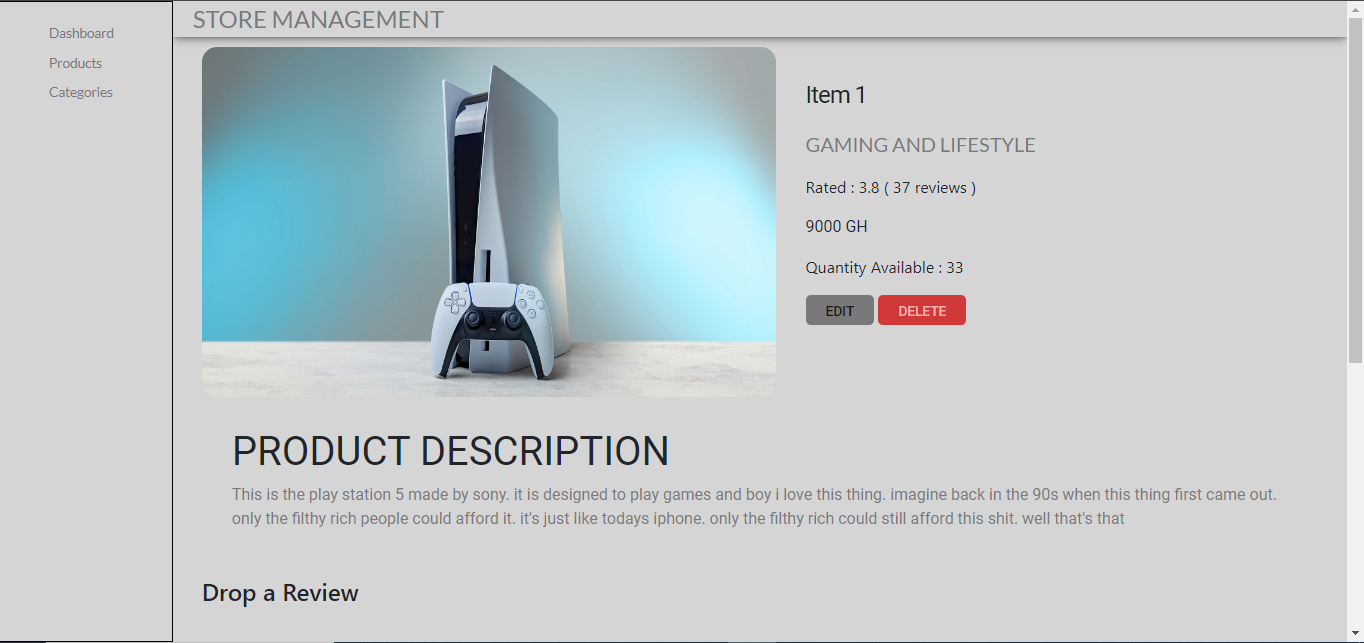 STORE MANAGEMENT
Dashboard
Products
Categories
Item 1
GAMING AND LIFESTYLE
Rated : 3.8 ( 37 reviews )
9000 GH
Quantity Available : 33
EDIT
DELETE
PRODUCT DESCRIPTION
This is the play station 5 made by sony. it is designed to play games and boy i love this thing. imagine back in the 90s when this thing first came out.
only the filthy rich people could afford it. it's just like todays iphone. only the filthy rich could still afford this shit. well that's that
Drop a Review